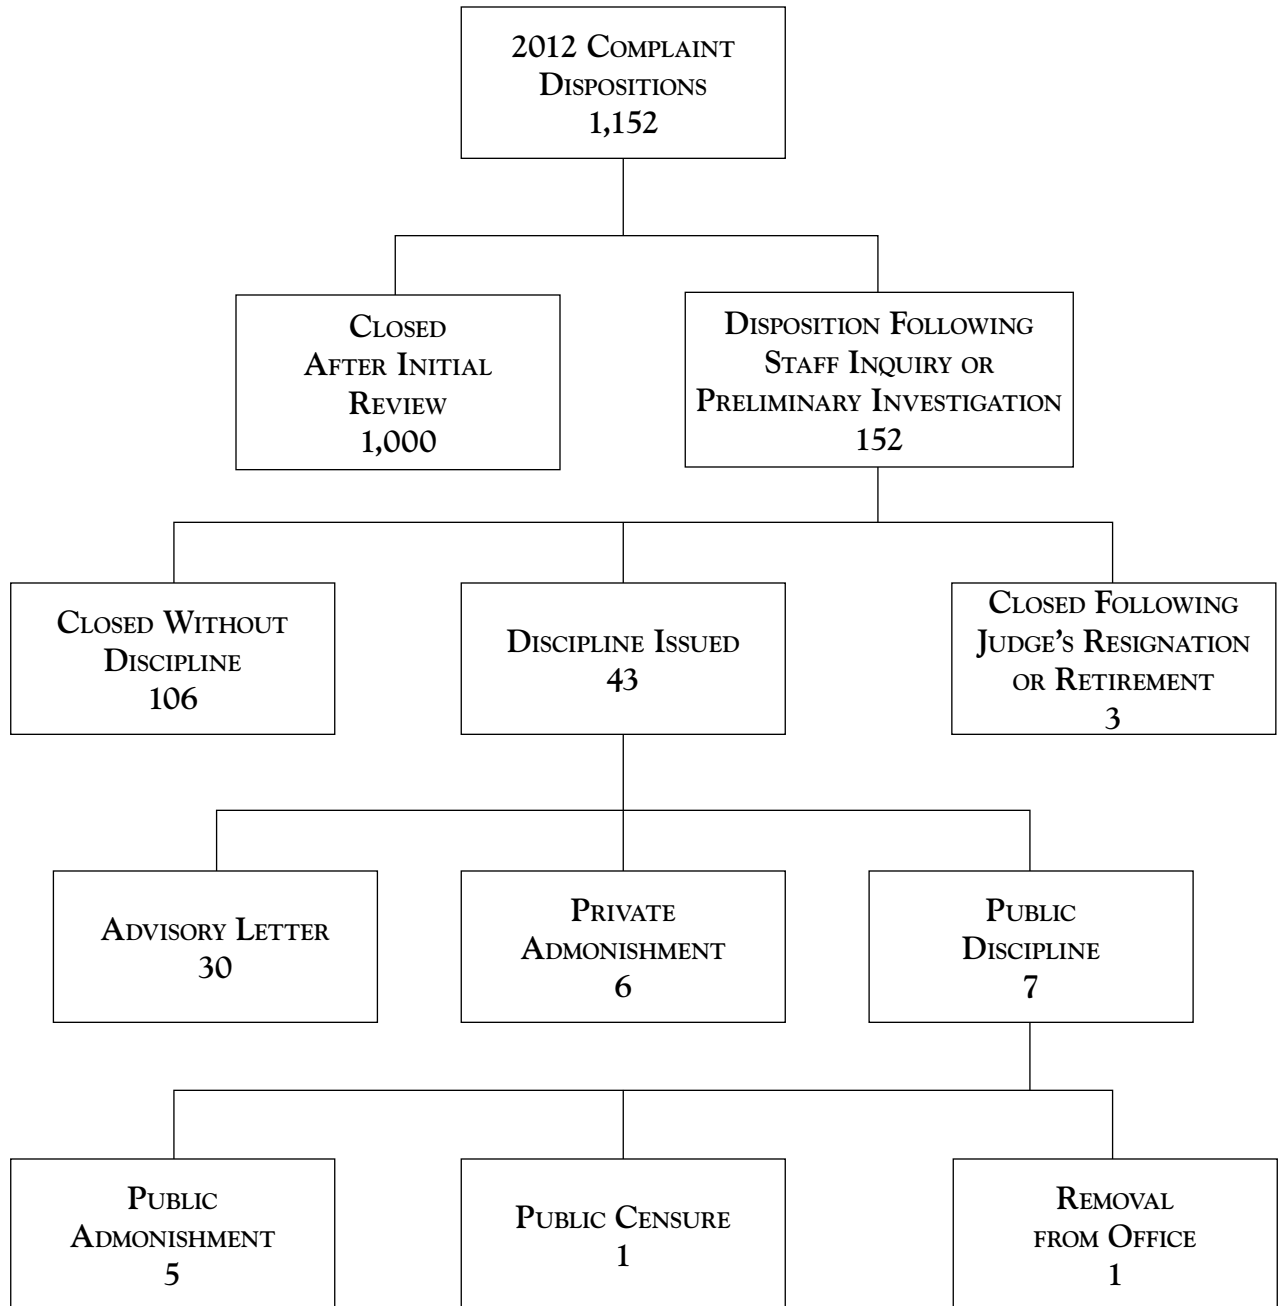 2012 Complaint
Dispositions
1,152
Closed
After Initial
Review
1,000
Disposition Following
Staff Inquiry or
Preliminary Investigation
152
Closed Without
Discipline
106
Discipline Issued
43
Closed Following
Judge's Resignation
or Retirement
3
Advisory Letter
30
Private
Admonishment
6
Public
Discipline
7
Public
Admonishment
5
Public Censure
1
Removal
from Office
1